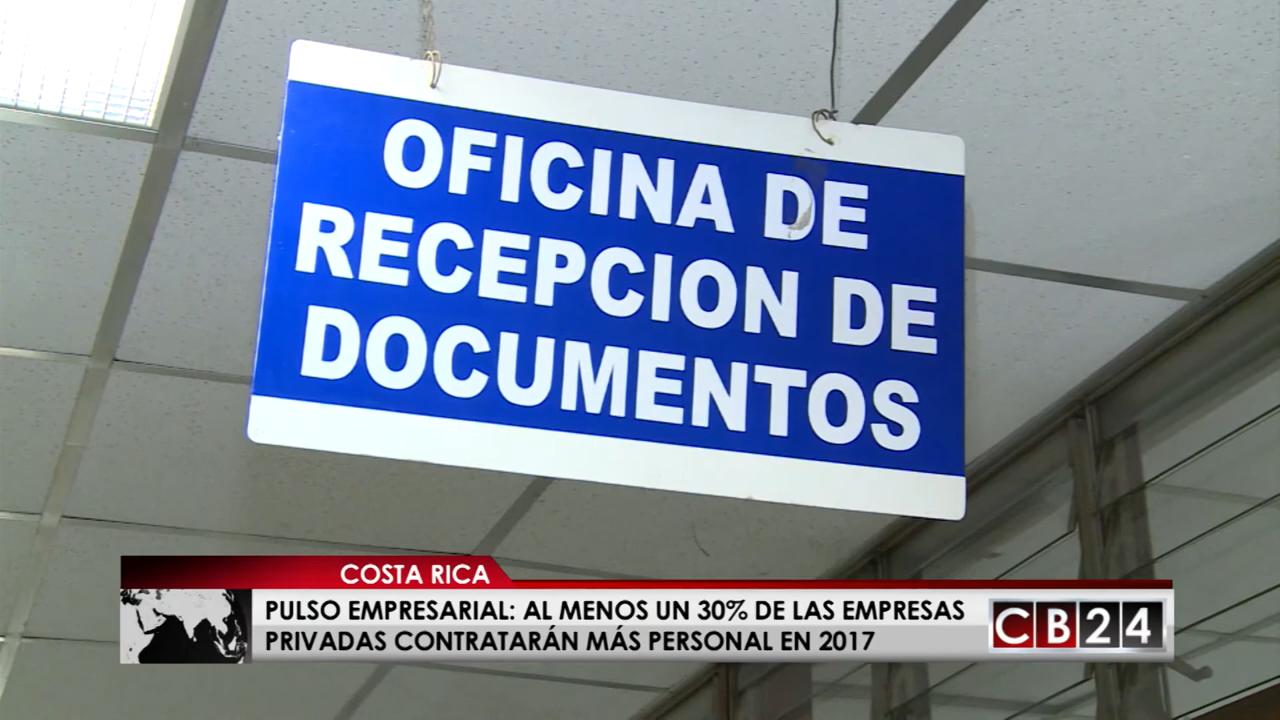 OFICINA DE
RECEPCION DE
DOCUMENTOS
COSTA RICA
PULSO EMPRESARIAL: AL MENOS UN 30% DE LAS EMPRESAS
PRIVADAS CONTRATARÁN MÁS PERSONAL EN 2017
CB24